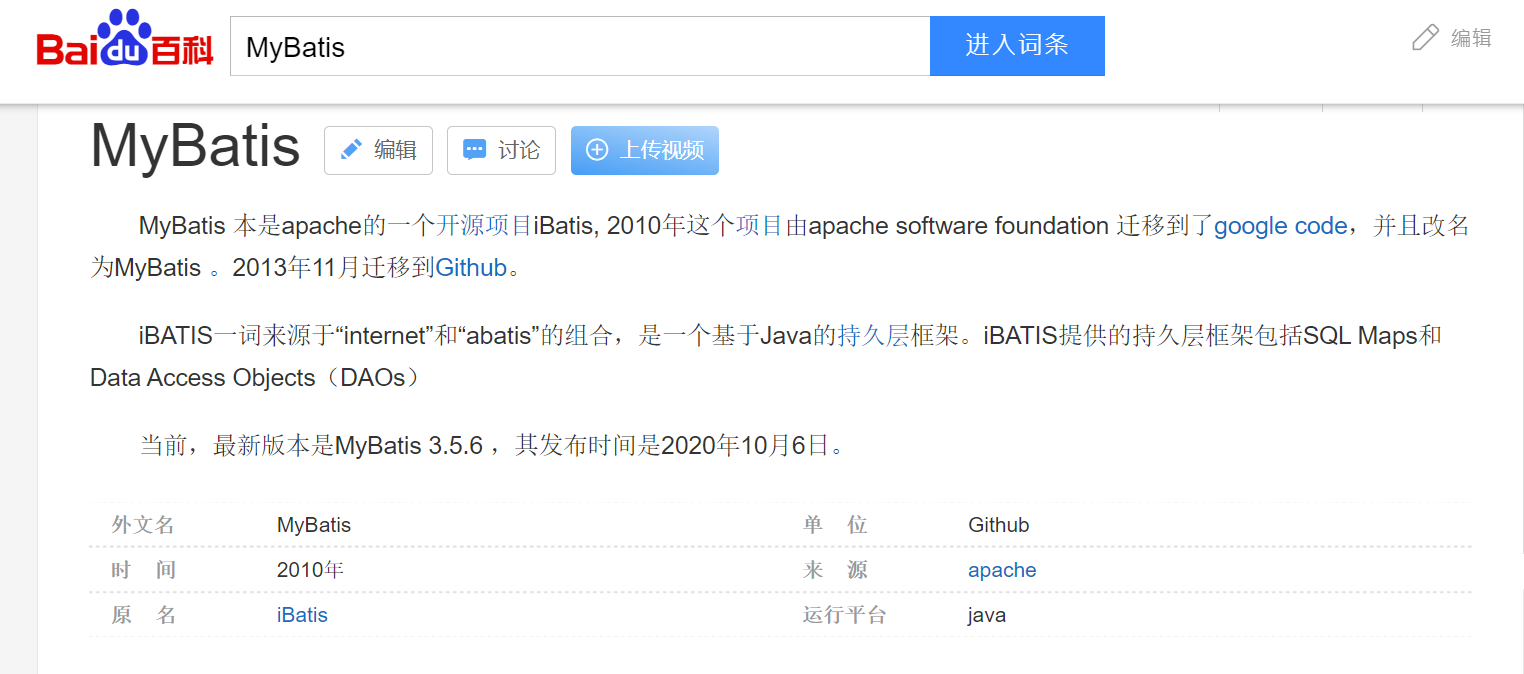 Bai du 百科
MyBatis
进入词条
编辑
MyBatis
编辑
讨论
上传视频
MyBatis 本是apache的一个开源项目iBatis, 2010年这个项目由apache software foundation 迁移到了google code，并且改名
为MyBatis 。2013年11月迁移到Github。
iBATIS一词来源于“internet”和“abatis”的组合，是一个基于Java的持久层框架。iBATIS提供的持久层框架包括SQL Maps和
Data Access Objects（DAOs）
当前，最新版本是MyBatis 3.5.6 ，其发布时间是2020年10月6日。
外文名 MyBatis 单 位 Github
时 间 2010年 来 源 apache
原 名 iBatis 运行平台 java